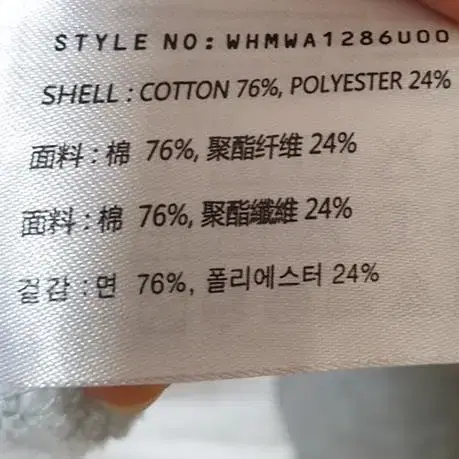 STYLE NO: WHMWA1286U00
SHELL : COTTON 76%, POLYESTER 24%
面料 : 棉 76%, 聚酯纤维 24%
面料 : 棉 76%, 聚酯纖維 24%
겉감 : 면 76%, 폴리에스터 24%